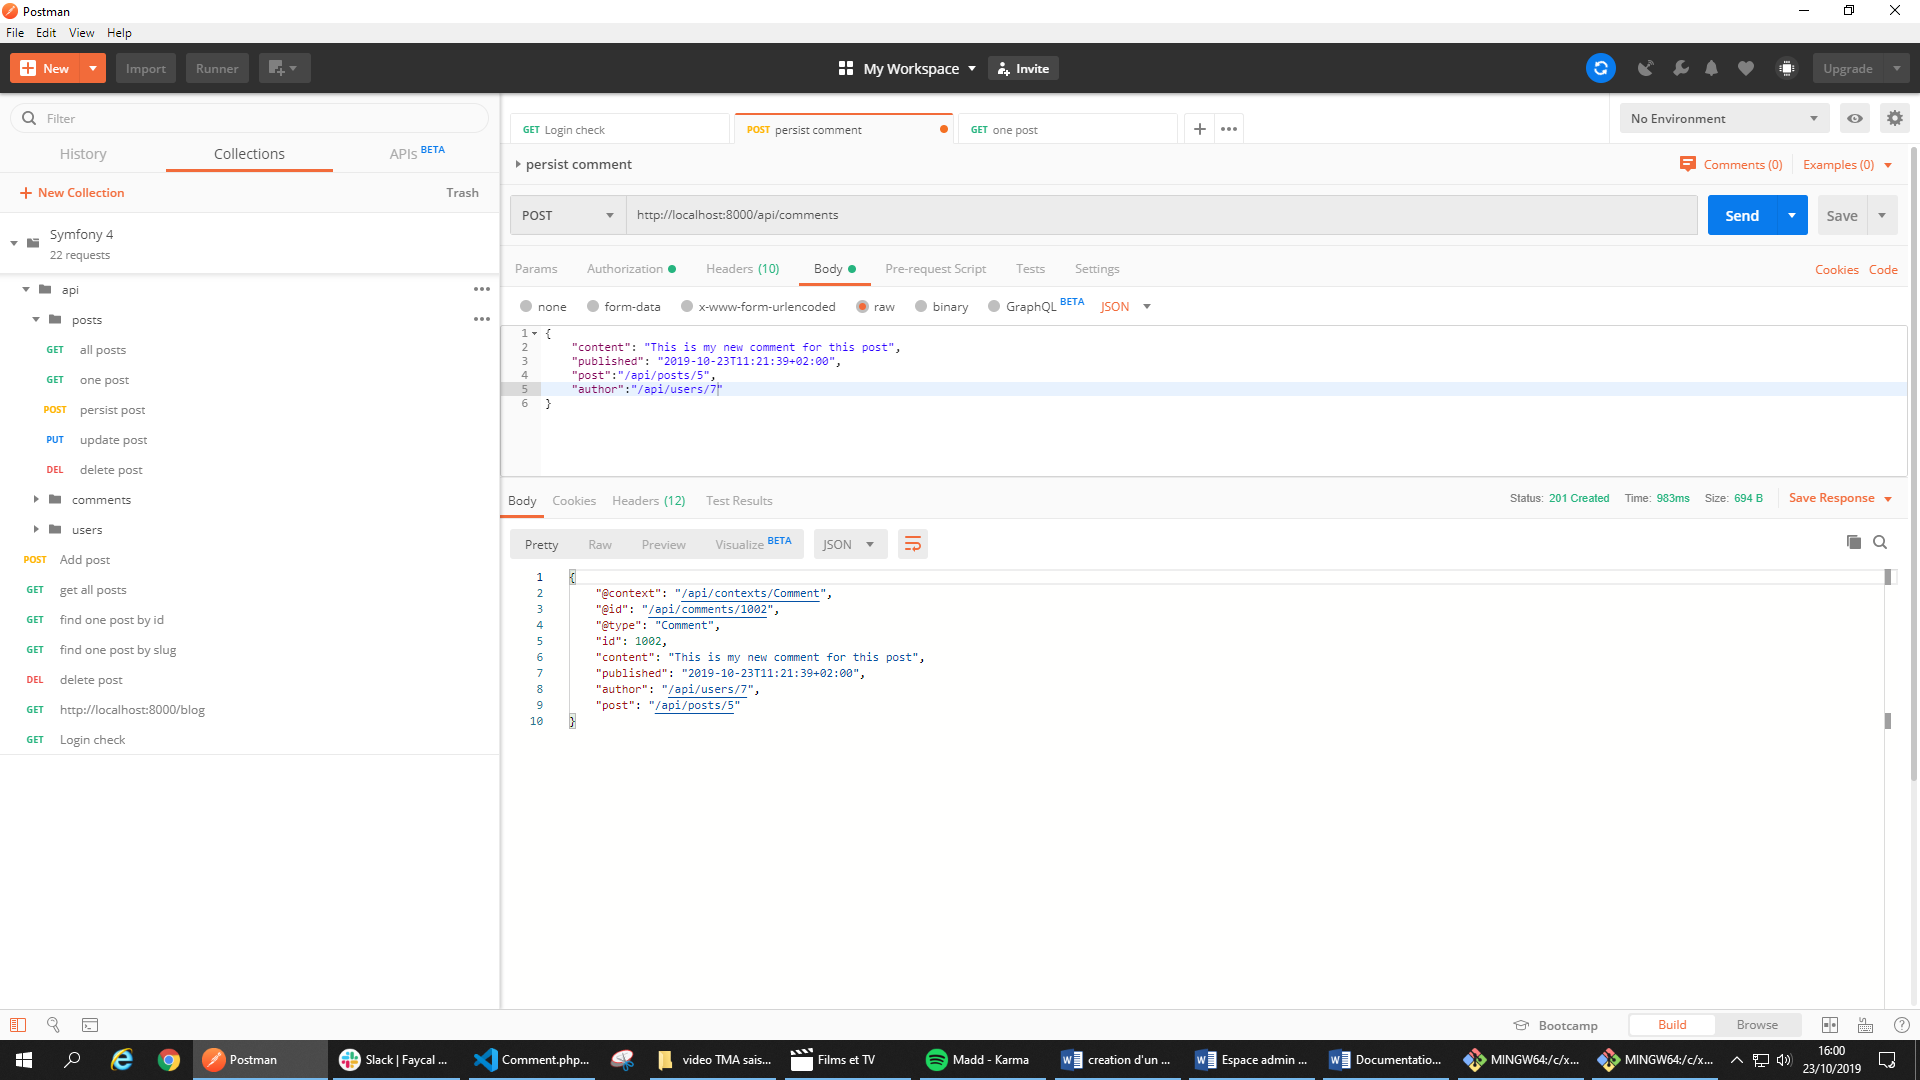 Postman
File Edit View Help
New Import Runner My Workspace Invite Upgrade
Filter
History Collections APIs BETA
New Collection Trash
Symfony 4
22 requests
api
posts
GET all posts
GET one post
POST persist post
PUT update post
DEL delete post
comments
users
POST Add post
GET get all posts
GET find one post by id
GET find one post by slug
DEL delete post
GET http://localhost:8000/blog
GET Login check
GET Login check POST persist comment GET one post No Environment
persist comment Comments (0) Examples (0)
POST http://localhost:8000/api/comments Send Save
Params Authorization Headers (10) Body Pre-request Script Tests Settings Cookies Code
none form-data x-www-form-urlencoded raw binary GraphQL BETA JSON
1 {
2 "content": "This is my new comment for this post",
3 "published": "2019-10-23T11:21:39+02:00",
4 "post":"/api/posts/5",
5 "author":"/api/users/7"
6 }
Body Cookies Headers (12) Test Results Status: 201 Created Time: 983ms Size: 694 B Save Response
Pretty Raw Preview Visualize BETA JSON
1 {
2 "@context": "/api/contexts/Comment",
3 "@id": "/api/comments/1002",
4 "@type": "Comment",
5 "id": 1002,
6 "content": "This is my new comment for this post",
7 "published": "2019-10-23T11:21:39+02:00",
8 "author": "/api/users/7",
9 "post": "/api/posts/5"
10 }
Bootcamp Build Browse
Postman Slack | Faycal ... Comment.php... video TMA sais... Films et TV Madd - Karma creation d'un ... Espace admin ... Documentatio... MINGW64:/c/x... MINGW64:/c/x... 16:00
23/10/2019